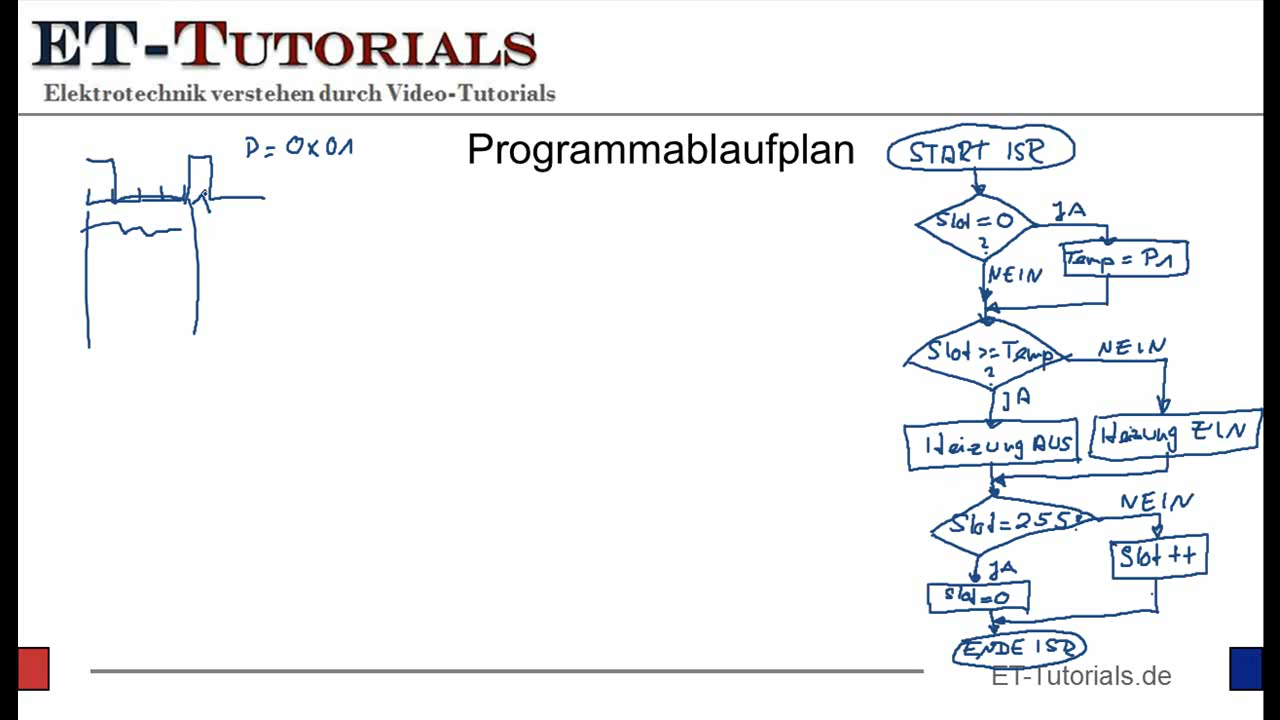 ET-TUTORIALS
Elektrotechnik verstehen durch Video-Tutorials
D = 0x01
Programmablaufplan
START ISR
Slot = 0
?
JA
Temp = P1
NEIN
Slot >= Temp
?
NEIN
JA
Heizung AUS
Heizung EIN
Slot = 255?
NEIN
Slot ++
JA
Slot = 0
ENDE ISR
ET-Tutorials.de